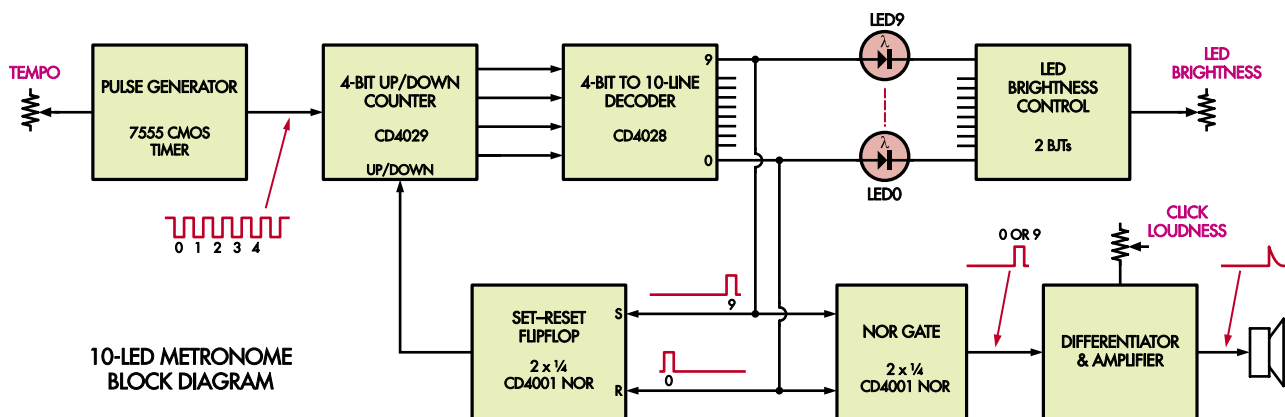 TEMPO
PULSE GENERATOR
7555 CMOS
TIMER
0 1 2 3 4
4-BIT UP/DOWN
COUNTER
CD4029
UP/DOWN
4-BIT TO 10-LINE
DECODER
CD4028
9
0
LED9
λ
λ
LED0
LED
BRIGHTNESS
CONTROL
2 BJTs
LED
BRIGHTNESS
10-LED METRONOME
BLOCK DIAGRAM
SET–RESET
FLIPFLOP
2 x ¼
CD4001 NOR
S
R
9
0
NOR GATE
2 x ¼
CD4001 NOR
0 OR 9
CLICK
LOUDNESS
DIFFERENTIATOR
& AMPLIFIER